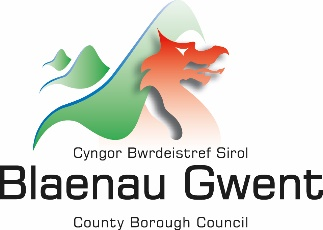 Cyngor Bwrdeistref Sirol
Blaenau Gwent
County Borough Council